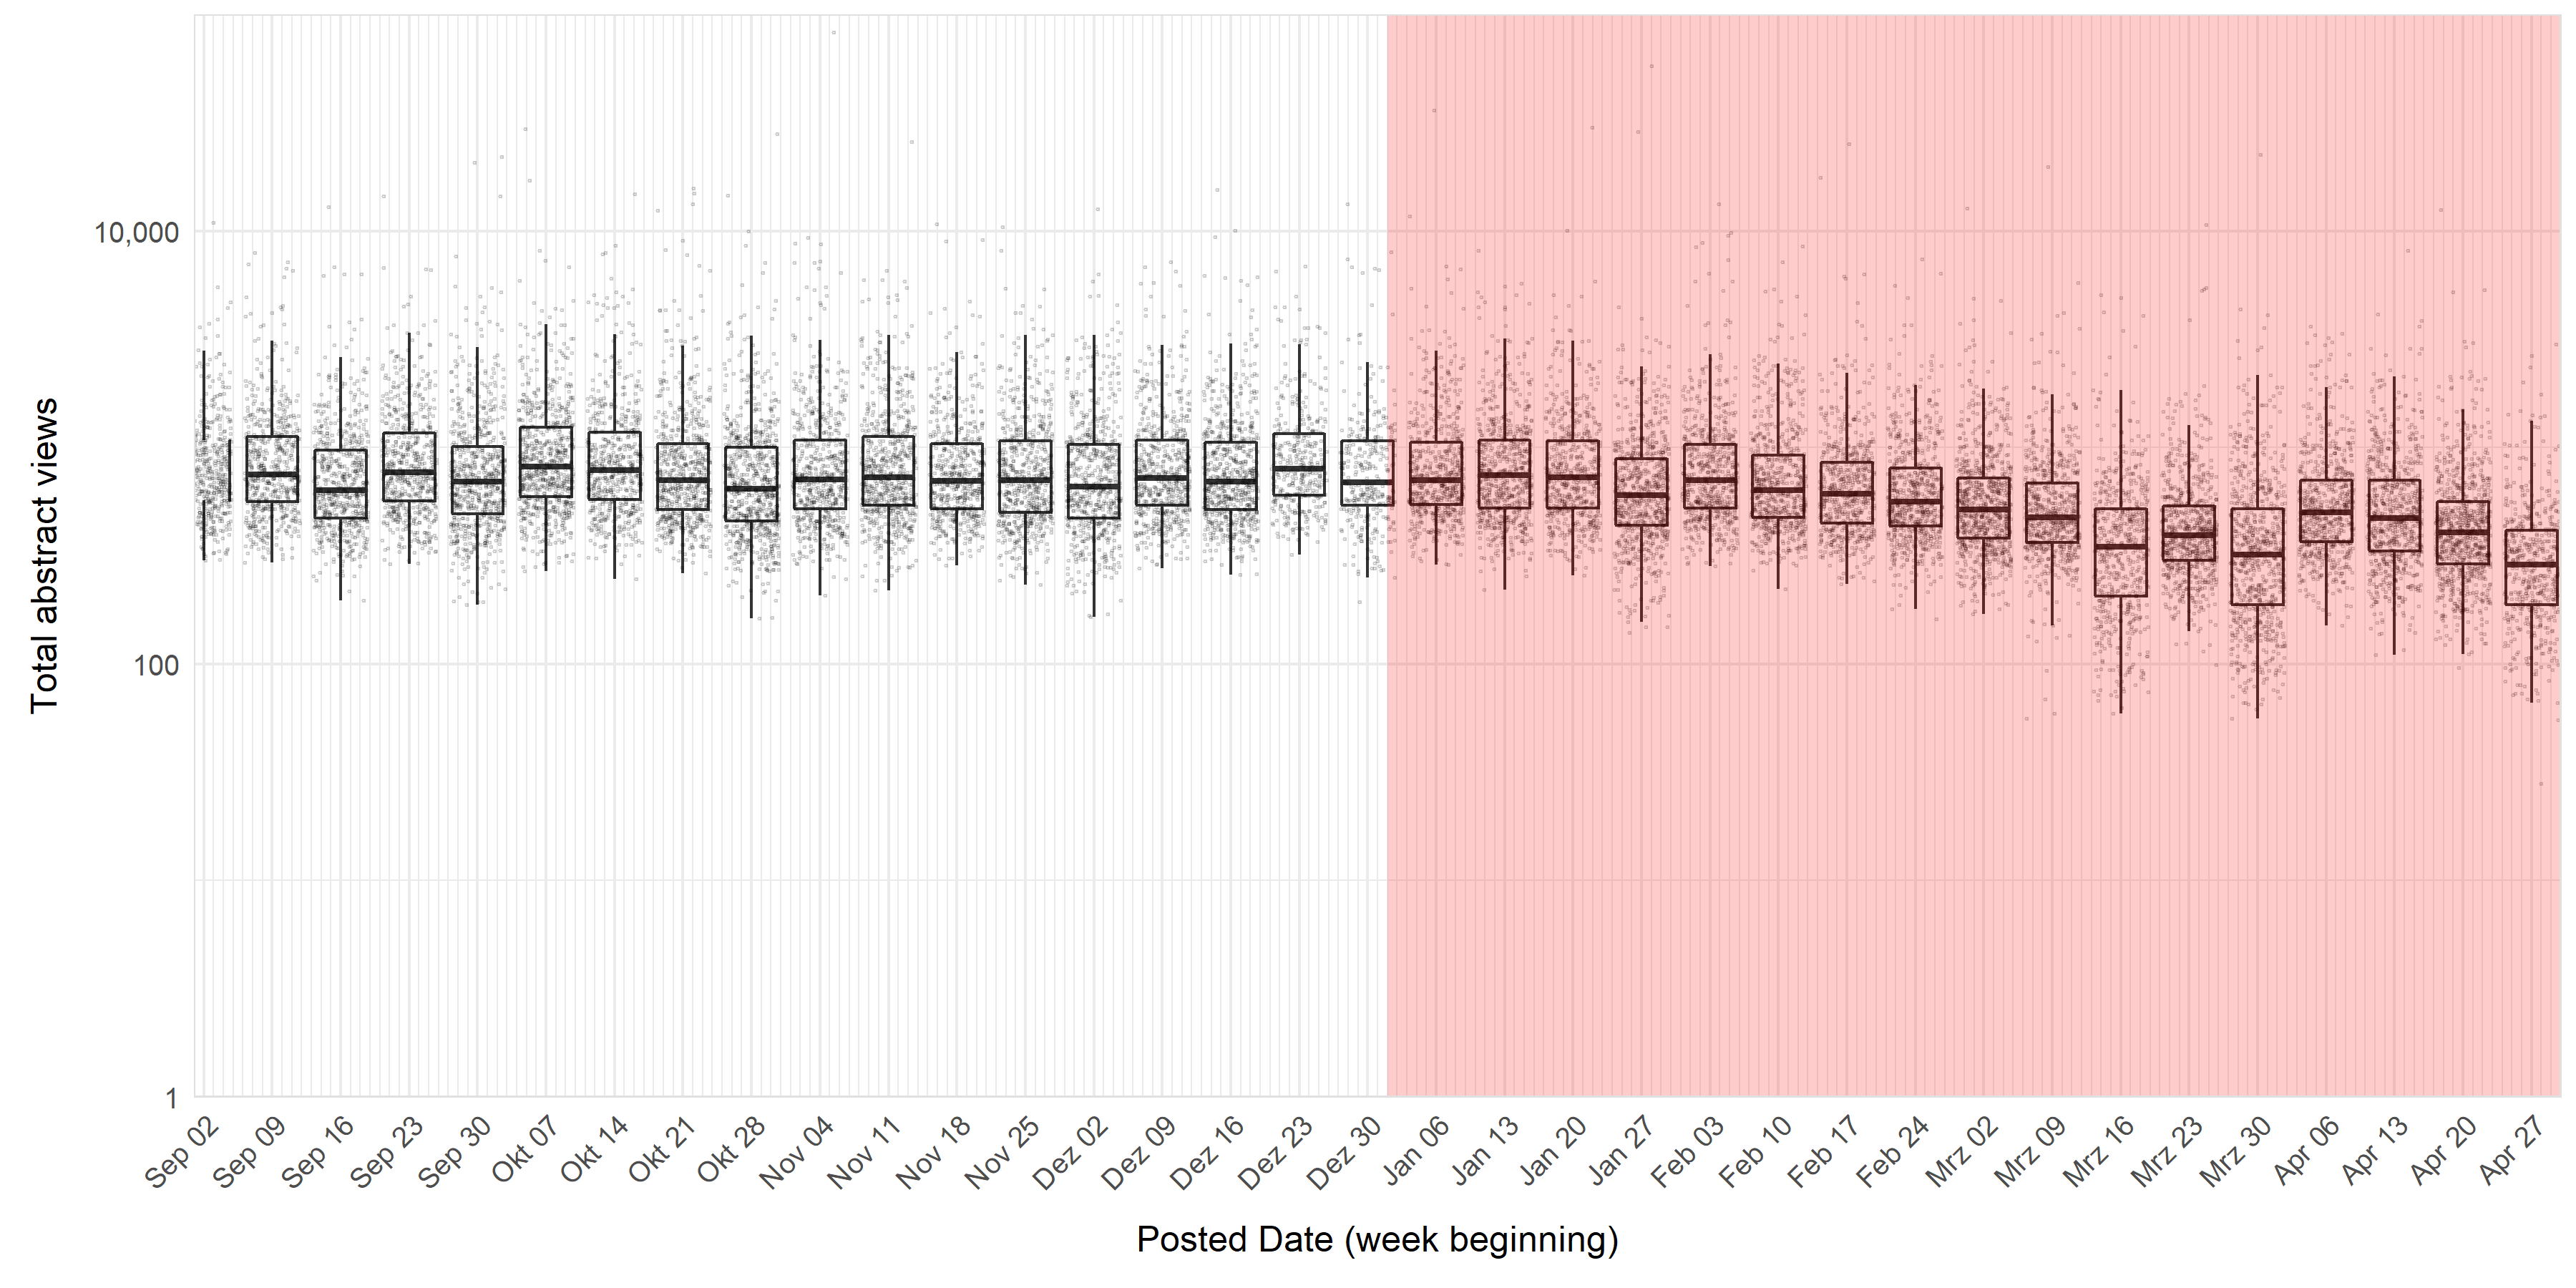 Total abstract views
10,000
100
1
Sep 02
Sep 09
Sep 16
Sep 23
Sep 30
Okt 07
Okt 14
Okt 21
Okt 28
Nov 04
Nov 11
Nov 18
Nov 25
Dez 02
Dez 09
Dez 16
Dez 23
Dez 30
Jan 06
Jan 13
Jan 20
Jan 27
Feb 03
Feb 10
Feb 17
Feb 24
Mrz 02
Mrz 09
Mrz 16
Mrz 23
Mrz 30
Apr 06
Apr 13
Apr 20
Apr 27
Posted Date (week beginning)